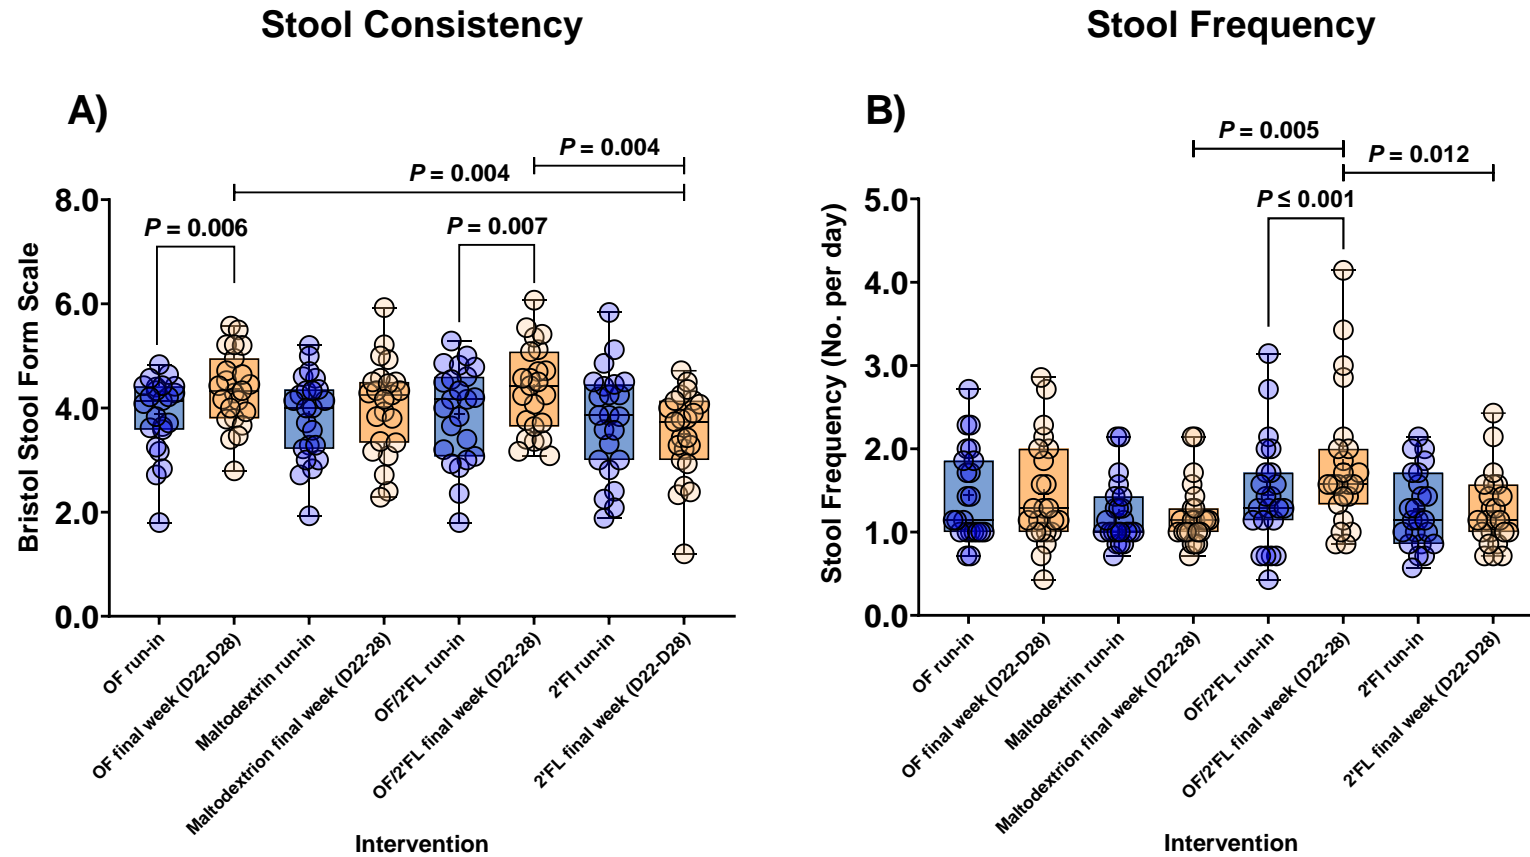 Stool Consistency
A)
P = 0.004
P = 0.004
P = 0.006
P = 0.007
Bristol Stool Form Scale
8.0
6.0
4.0
2.0
0.0
OF run-in
OF final week (D22-D28)
Maltodextrin run-in
Maltodextrion final week (D22-28)
OF/2'FL run-in
OF/2'FL final week (D22-28)
2'Fl run-in
2'FL final week (D22-D28)
Intervention
Stool Frequency
B)
P = 0.005
P = 0.012
P ≤ 0.001
Stool Frequency (No. per day)
5.0
4.0
3.0
2.0
1.0
0.0
OF run-in
OF final week (D22-D28)
Maltodextrin run-in
Maltodextrion final week (D22-28)
OF/2'FL run-in
OF/2'FL final week (D22-28)
2'Fl run-in
2'FL final week (D22-D28)
Intervention